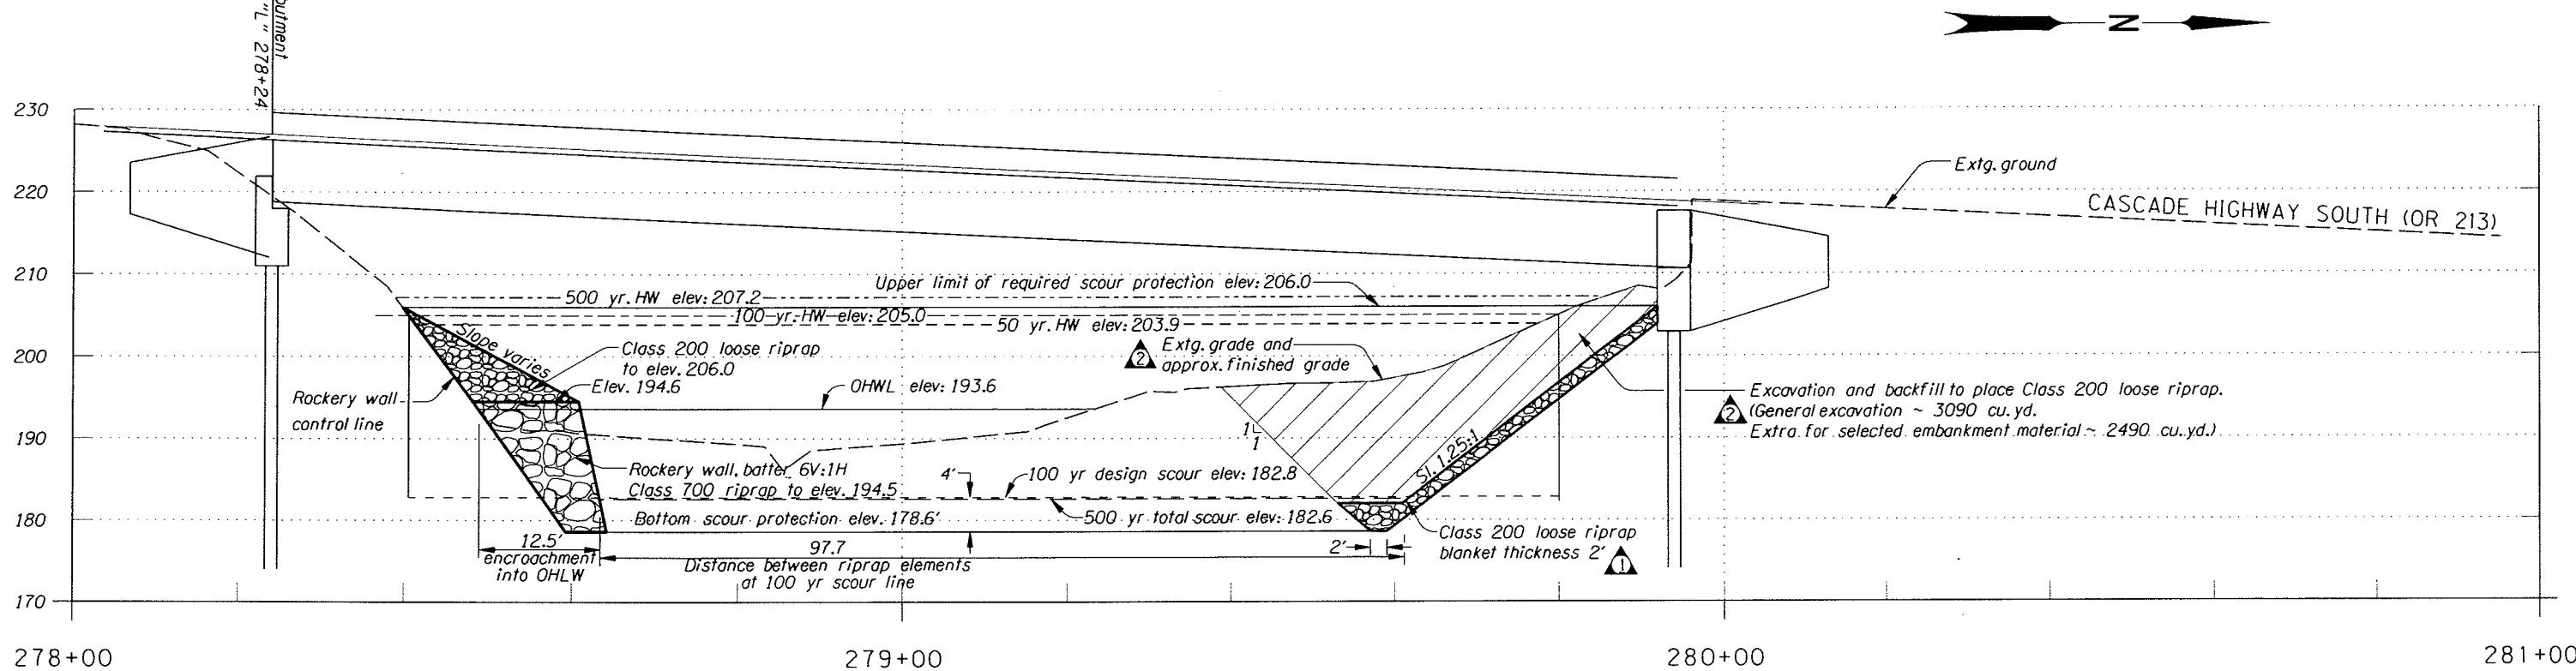 N
"L" 278+24
230
220
210
200
190
180
170
Extg. ground
CASCADE HIGHWAY SOUTH (OR 213)
Upper limit of required scour protection elev: 206.0
500 yr. HW elev: 207.2
100 yr. HW elev: 205.0
50 yr. HW elev: 203.9
Slope varies
Class 200 loose riprap
to elev. 206.0
Elev. 194.6
2
Extg. grade and
approx. finished grade
OHWL elev: 193.6
Rockery wall
control line
Excavation and backfill to place Class 200 loose riprap.
2
(General excavation ~ 3090 cu. yd.
Extra for selected embankment material ~ 2490 cu. yd.)
1
1
Sl. 1.25:1
Rockery wall, batter 6V:1H
Class 700 riprap to elev. 194.5
4'
100 yr design scour elev: 182.8
Bottom scour protection elev. 178.6'
500 yr total scour elev: 182.6
Class 200 loose riprap
blanket thickness 2'
1
12.5'
encroachment
into OHLW
97.7
Distance between riprap elements
at 100 yr scour line
2'
278+00
279+00
280+00
281+00